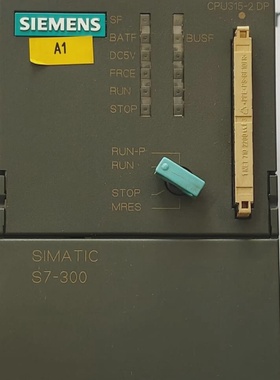 SIEMENS
A1
CPU315-2 DP
SF
BATF
BUSF
DC5V
FRCE
RUN
STOP
RUN-P
RUN
STOP
MRES
SIMATIC
S7-300